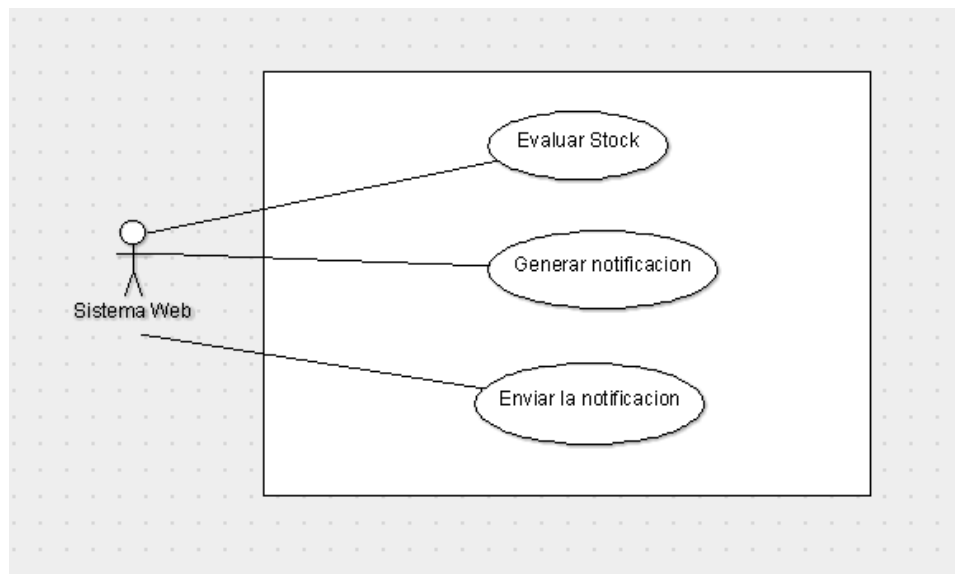 Evaluar Stock
Generar notificacion
Sistema Web
Enviar la notificacion